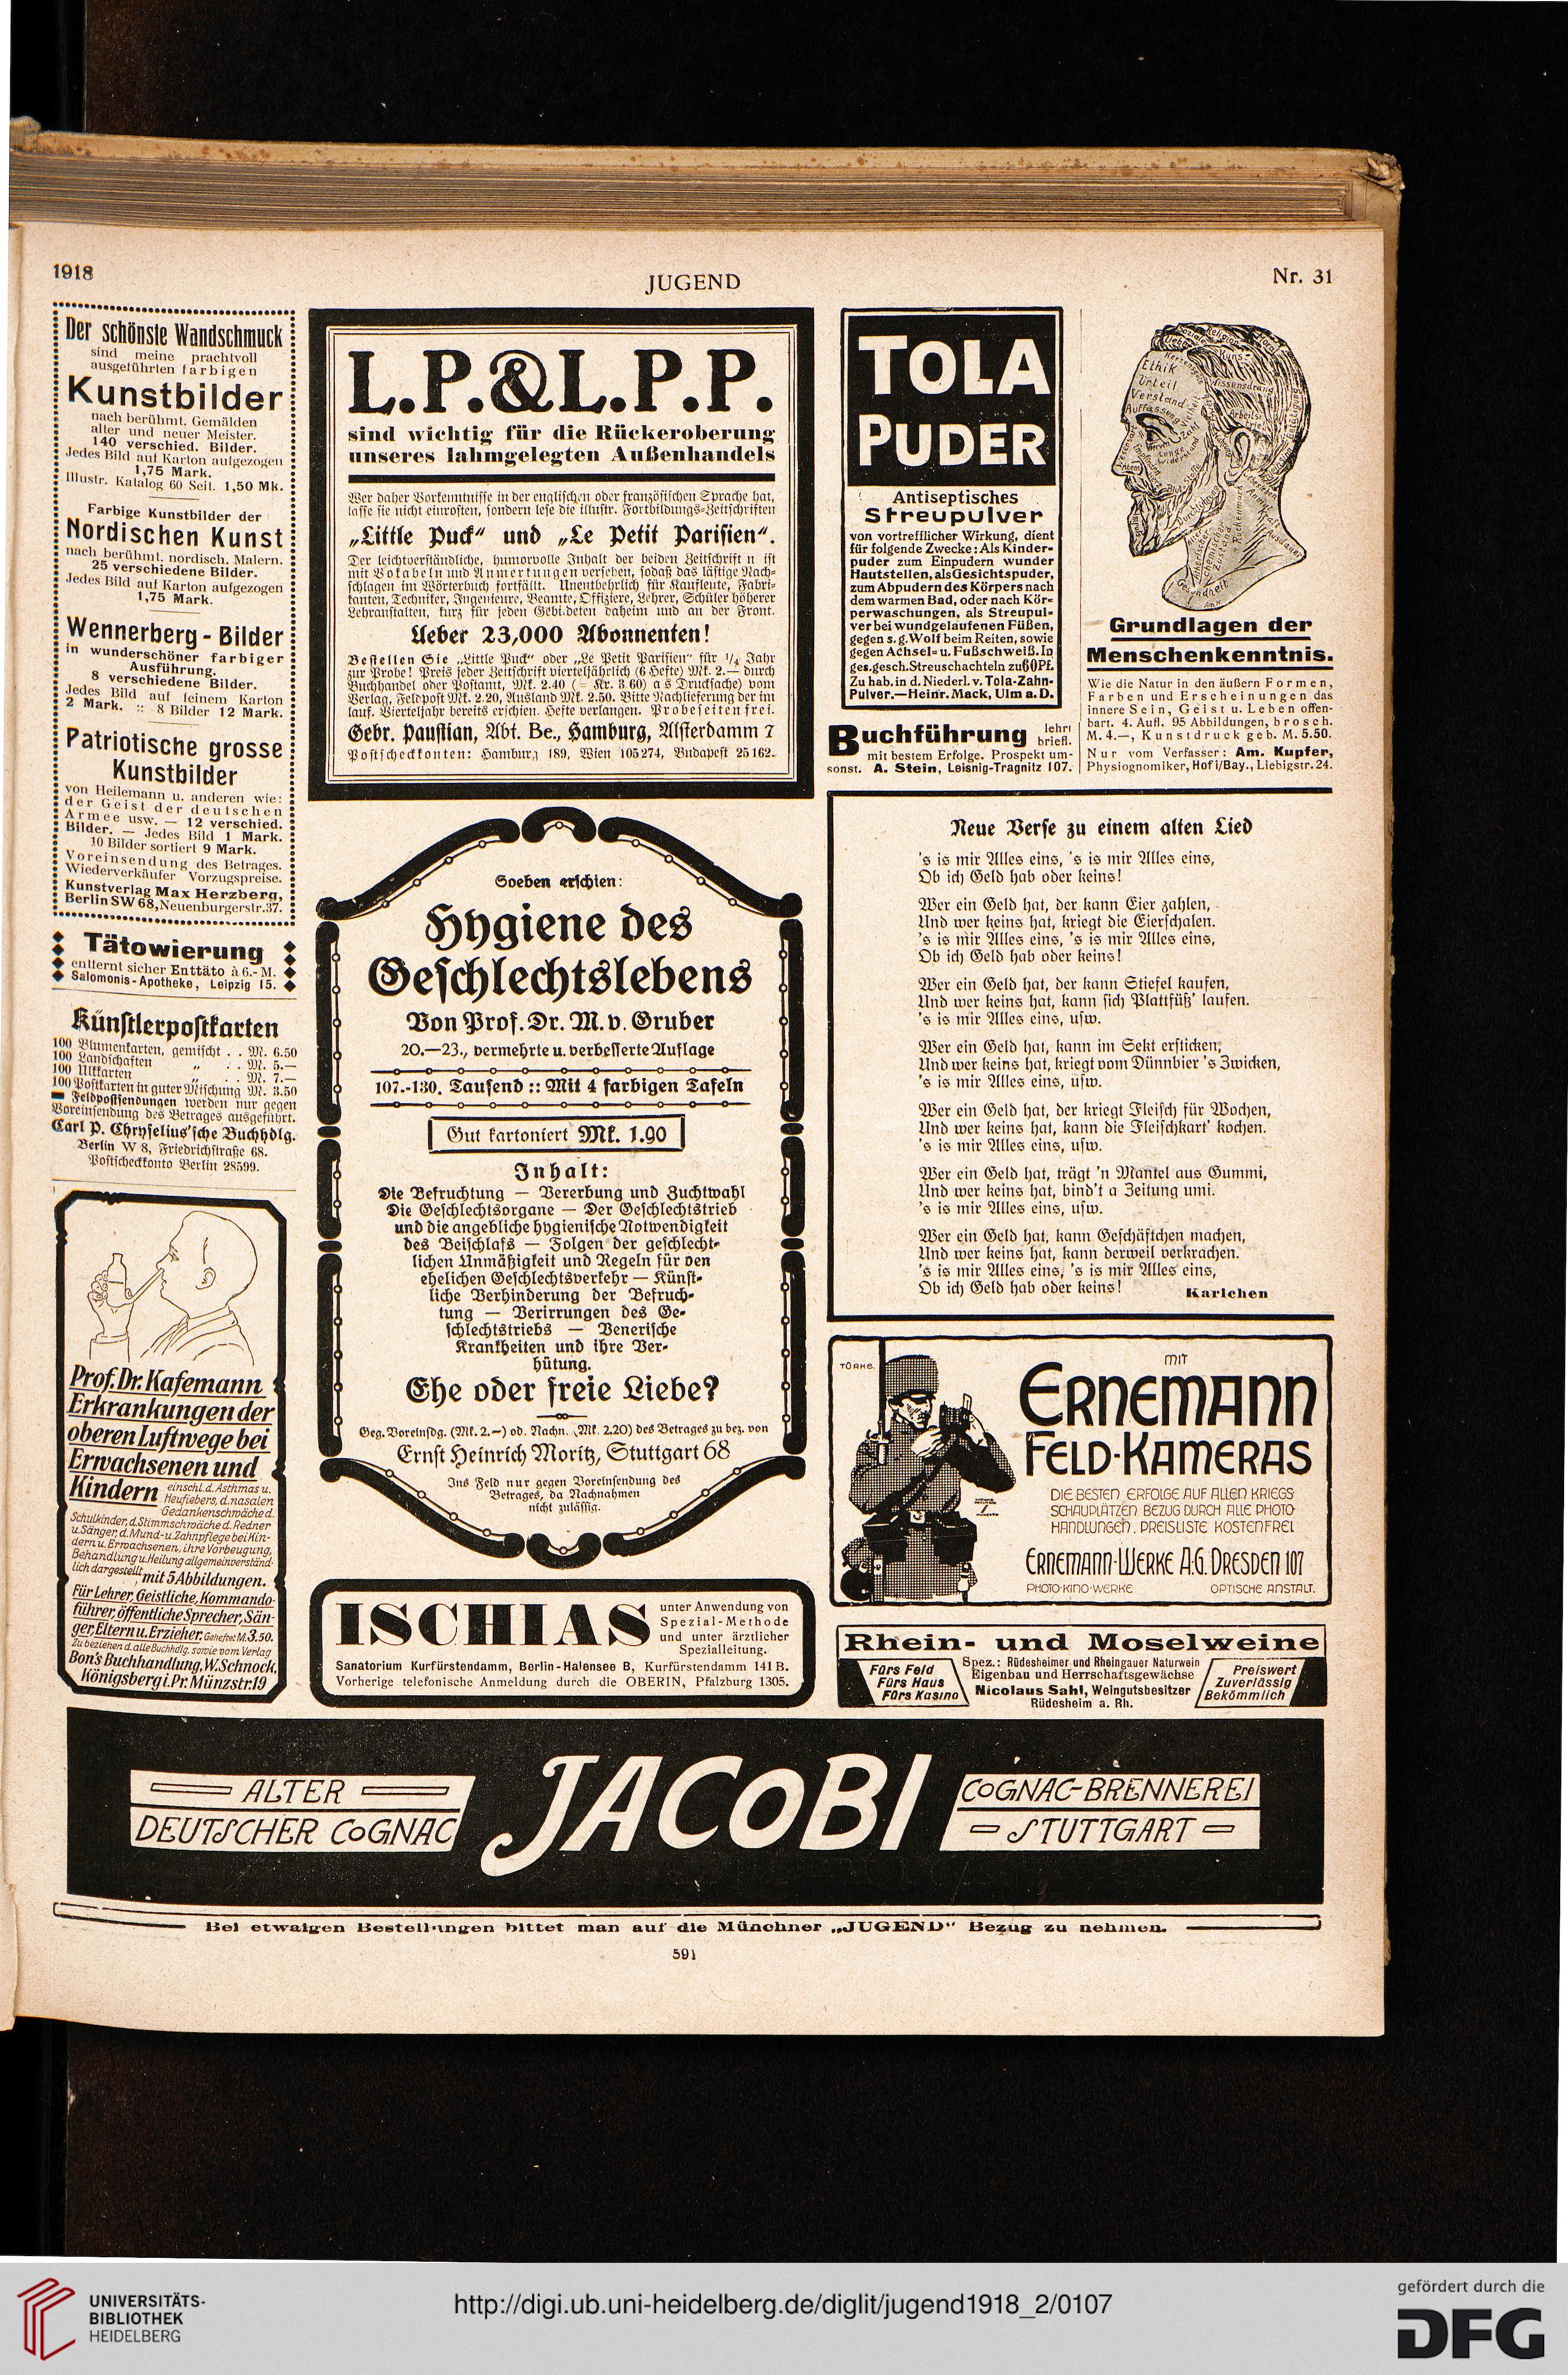 1918
JUGEND
Nr. 31
Der schönste Wandschmuck
sind meine prachtvoll
ausgeführten farbigen
Kunstbilder
nach berühmt. Gemälden
alter und neuer Meister.
140 verschied. Bilder.
Jedes Bild auf Karton aufgezogen
1,75 Mark.
Illustr. Katalog 60 Seit. 1,50 Mk.
Farbige Kunstbilder der
Nordischen Kunst
nach berühmt. nordisch. Malern.
25 verschiedene Bilder.
Jedes Bild auf Karton aufgezogen
1,75 Mark.
Wennerberg-Bilder
in wunderschöner farbiger
Ausführung.
8 verschiedene Bilder.
Jedes Bild auf feinem Karton
2 Mark. :: 8 Bilder 12 Mark.
Patriotische grosse
Kunstbilder
von Heilemann u. anderen wie:
der Geist der deutschen
Armee usw. — 12 verschied.
Bilder. — Jedes Bild 1 Mark.
10 Bilder sortiert 9 Mark.
Voreinsendung des Betrages.
Wiederverkäufer Vorzugspreise.
Kunstverlag Max Herzberg,
Berlin SW 68, Neuenburgerstr. 37.
Tätowierung
entfernt sicher Enttäto à 6.- M.
Salomonis-Apotheke, Leipzig 15.
Künstlerpostkarten
100 Blumenkarten, gemischt . . M. 6.50
100 Landschaften „ . . M. 5.—
100 Ulkkarten „ . . M. 7.—
100 Postkarten in guter Mischung M. 3.50
Feldpostsendungen werden nur gegen
Voreinsendung des Betrages ausgeführt.
Carl P. Chryselius'sche Buchhdlg.
Berlin W 8, Friedrichstraße 68.
Postscheckkonto Berlin 28599.
Prof. Dr. Kafemann
Erkrankungen der
oberen Luftwege bei
Erwachsenen und
Kindern einschl. d. Asthmas u.
Heufiebers, d. nasalen
Gedankenschwäche d.
Schulkinder, d. Stimmschwäche d. Redner
u. Sänger, d. Mund- u. Zahnpflege bei Kin-
dern u. Erwachsenen, ihre Vorbeugung,
Behandlung u. Heilung allgemeinverständ-
lich dargestellt mit 5 Abbildungen.
Für Lehrer, Geistliche, Kommando-
führer, öffentliche Sprecher, Sän-
ger, Eltern u. Erzieher. Geheftet M. 3.50.
Zu beziehen d. alle Buchhdlg. sowie vom Verlag
Bon's Buchhandlung, W. Schnock,
Königsberg i. Pr. Münzstr. 19
L.P.&L.P.P.
sind wichtig für die Rückeroberung
unseres lahmgelegten Außenhandels
Wer daher Vorkenntnisse in der englischen oder französischen Sprache hat,
lasse sie nicht einrosten, sondern lese die illustr. Fortbildungs-Zeitschriften
„Little Puck“ und „Le Petit Parisien“.
Der leichtverständliche, humorvolle Inhalt der beiden Zeitschrift n ist
mit Vokabeln und Anmerkungen versehen, sodaß das lästige Nach-
schlagen im Wörterbuch fortfällt. Unentbehrlich für Kaufleute, Fabri-
kanten, Techniker, Ingenieure, Beamte, Offiziere, Lehrer, Schüler höherer
Lehranstalten, kurz für jeden Gebildeten daheim und an der Front.
Ueber 23,000 Abonnenten!
Bestellen Sie „Little Puck“ oder „Le Petit Parisien“ für 1/4 Jahr
zur Probe! Preis jeder Zeitschrift vierteljährlich (6 Hefte) Mk. 2.— durch
Buchhandel oder Postamt, Mk. 2.40 (= Kr. 3 60) a s Drucksache) vom
Verlag, Feldpost Mk. 2.20, Ausland Mk. 2.50. Bitte Nachlieferung der im
lauf. Vierteljahr bereits erschien. Hefte verlangen. Probeseiten frei.
Gebr. Paustian, Abt. Be., Hamburg, Alsterdamm 7
Postscheckkonten: Hamburg 189, Wien 105274, Budapest 25162.
Soeben erschien:
Hygiene des
Geschlechtslebens
Von Prof. Dr. M. v. Gruber
20.—23., vermehrte u. verbesserte Auflage
107.-130. Tausend :: Mit 4 farbigen Tafeln
Gut kartoniert Mk. 1.90
Inhalt:
Die Befruchtung — Vererbung und Zuchtwahl
Die Geschlechtsorgane — Der Geschlechtstrieb
und die angebliche hygienische Notwendigkeit
des Beischlafs — Folgen der geschlecht-
lichen Unmäßigkeit und Regeln für den
ehelichen Geschlechtsverkehr — Künst-
liche Verhinderung der Befruch-
tung — Verirrungen des Ge-
schlechtstriebs — Venerische
Krankheiten und ihre Ver-
hütung.
Ehe oder freie Liebe?
Geg. Voreinsdg. (Mk. 2.—) od. Nachn. (Mk. 2.20) des Betrages zu bez. von
Ernst Heinrich Moritz, Stuttgart 68
Ins Feld nur gegen Voreinsendung des
Betrages, da Nachnahmen
nicht zulässig.
ISCHIAS
unter Anwendung von
Spezial-Methode
und unter ärztlicher
Spezialleitung.
Sanatorium Kurfürstendamm, Berlin-Halensee B, Kurfürstendamm 141 B.
Vorherige telefonische Anmeldung durch die OBERIN, Pfalzburg 1305.
TOLA
PUDER
Antiseptisches
Streupulver
von vortrefflicher Wirkung, dient
für folgende Zwecke: Als Kinder-
puder zum Einpudern wunder
Hautstellen, als Gesichtspuder,
zum Abpudern des Körpers nach
dem warmen Bad, oder nach Kör-
perwaschungen, als Streupul-
ver bei wundgelaufenen Füßen,
gegen s. g. Wolf beim Reiten, sowie
gegen Achsel- u. Fußschweiß. In
ges. gesch. Streuschachteln zu 60 Pf.
Zu hab. in d. Niederl. v. Tola-Zahn-
Pulver.—Heinr. Mack, Ulm a. D.
Buchführung lehrt
briefl.
mit bestem Erfolge. Prospekt um-
sonst. A. Stein, Leisnig-Tragnitz 107.
Religion
Kunst
Ethik
Urteil
Wissensdrang
Verstand
Auffassung
Zahl
Widerstand
Durchbildung
Ausdauer
Gesundheit
Grundlagen der
Menschenkenntnis.
Wie die Natur in den äußern Formen,
Farben und Erscheinungen das
innere Sein, Geist u. Leben offen-
bart. 4. Aufl. 95 Abbildungen, brosch.
M. 4.—, Kunstdruck geb. M. 5.50.
Nur vom Verfasser: Am. Kupfer,
Physiognomiker, Hof i/Bay., Liebigstr. 24.
Neue Verse zu einem alten Lied
's is mir Alles eins, 's is mir Alles eins,
Ob ich Geld hab oder keins!
Wer ein Geld hat, der kann Eier zahlen,
Und wer keins hat, kriegt die Eierschalen.
's is mir Alles eins, 's is mir Alles eins,
Ob ich Geld hab oder keins!
Wer ein Geld hat, der kann Stiefel kaufen,
Und wer keins hat, kann sich Plattfüß' laufen.
's is mir Alles eins, usw.
Wer ein Geld hat, kann im Sekt ersticken,
Und wer keins hat, kriegt vom Dünnbier 's Zwicken,
's is mir Alles eins, usw.
Wer ein Geld hat, der kriegt Fleisch für Wochen,
Und wer keins hat, kann die Fleischkart' kochen.
's is mir Alles eins, usw.
Wer ein Geld hat, trägt 'n Mantel aus Gummi,
Und wer keins hat, bind't a Zeitung umi.
's is mir Alles eins, usw.
Wer ein Geld hat, kann Geschäftchen machen,
Und wer keins hat, kann derweil verkrachen.
's is mir Alles eins, 's is mir Alles eins,
Ob ich Geld hab oder keins!
Karlchen
MIT
ERNEMANN
FELD-KAMERAS
DIE BESTEN ERFOLGE AUF ALLEN KRIEGS
SCHAUPLÄTZEN BEZUG DURCH ALLE PHOTO-
HANDLUNGEN. PREISLISTE KOSTENFREI
ERNEMANN-WERKE A.G. DRESDEN 107
PHOTO-KINO-WERKE OPTISCHE ANSTALT.
Rhein- und Moselweine
Fürs Feld
Fürs Haus
Fürs Kasino
Spez.: Rüdesheimer und Rheingauer Naturwein
Eigenbau und Herrschaftsgewächse
Nicolaus Sahl, Weingutsbesitzer
Rüdesheim a. Rh.
Preiswert
Zuverlässig
Bekömmlich
ALTER
DEUTSCHER COGNAC
JACOBI
COGNAC-BRENNEREI
STUTTGART
Bei etwaigen Bestellungen bittet man auf die Münchner „JUGEND“ Bezug zu nehmen.
591
UNIVERSITÄTS-
BIBLIOTHEK
HEIDELBERG
http://digi.ub.uni-heidelberg.de/diglit/jugend1918_2/0107
gefördert durch die
DFG